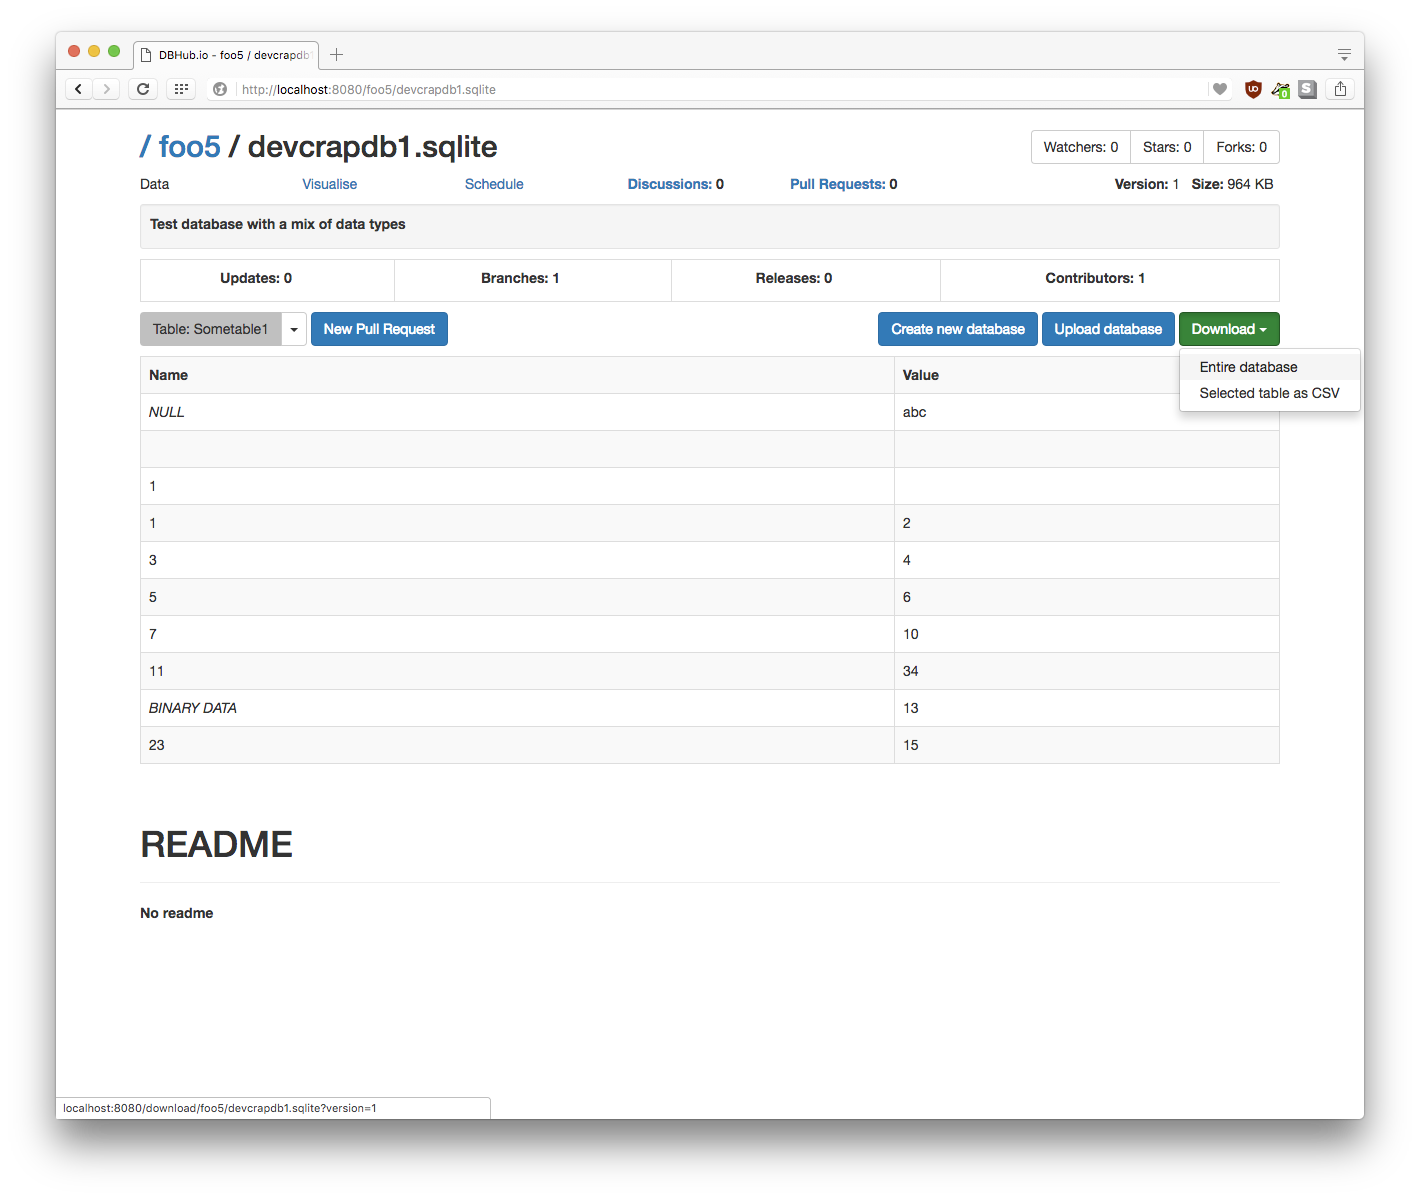 DBHub.io - foo5 / devcrapdb1
http://localhost:8080/foo5/devcrapdb1.sqlite
/ foo5 / devcrapdb1.sqlite
Watchers: 0 Stars: 0 Forks: 0
Data Visualise Schedule Discussions: 0 Pull Requests: 0 Version: 1 Size: 964 KB
Test database with a mix of data types
Updates: 0 Branches: 1 Releases: 0 Contributors: 1
Table: Sometable1 New Pull Request Create new database Upload database Download
Entire database
Selected table as CSV
Name Value
NULL abc
1
1 2
3 4
5 6
7 10
11 34
BINARY DATA 13
23 15
README
No readme
localhost:8080/download/foo5/devcrapdb1.sqlite?version=1